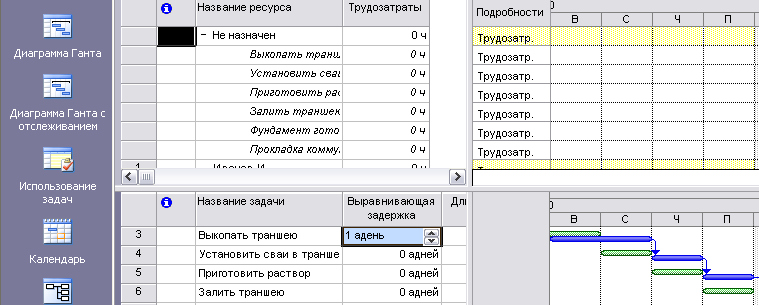 Диаграмма Ганта
Диаграмма Ганта с
отслеживанием
Использование
задач
Календарь
Название ресурса Трудозатраты
− Не назначен 0 ч
Выкопать транш 0 ч
Установить сваи 0 ч
Приготовить рас 0 ч
Залить траншек 0 ч
Фундамент гото 0 ч
Прокладка комму 0 ч
1
Подробности
В С Ч П
Трудозатр.
Трудозатр.
Трудозатр.
Трудозатр.
Трудозатр.
Трудозатр.
Трудозатр.
Название задачи Выравнивающая
задержка
Дл
3 Выкопать траншею 1 адень
4 Установить сваи в транше 0 адней
5 Приготовить раствор 0 адней
6 Залить траншею 0 адней
В С Ч П